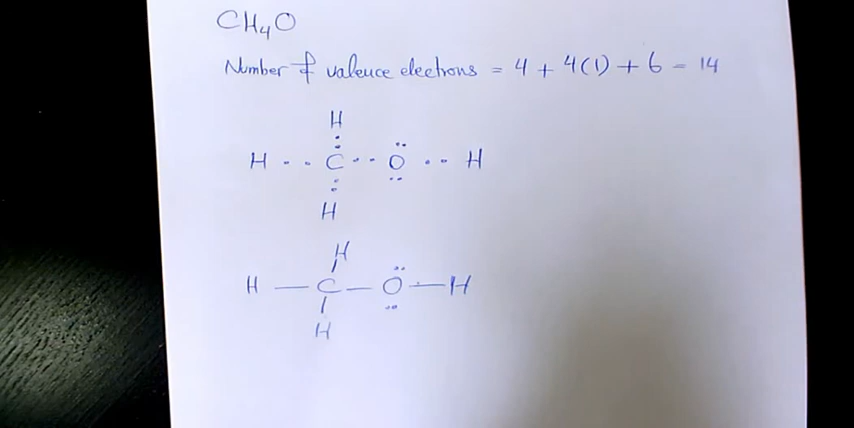 CH₄O
Number of valence electrons = 4 + 4(1) + 6 = 14
H
H · · C · · O · · H
H
H
H — C — O — H
H